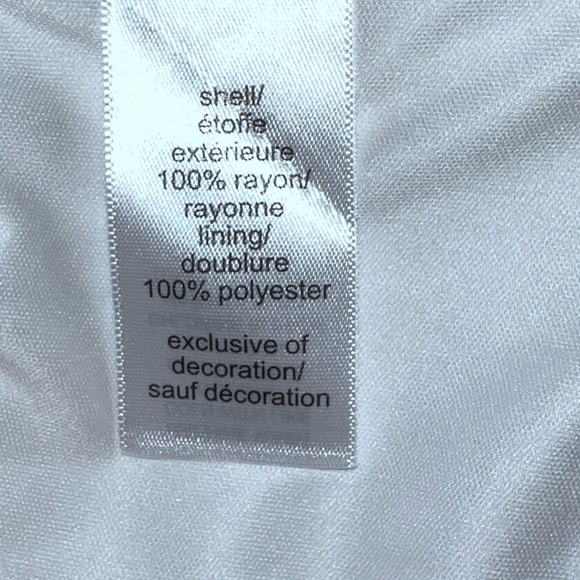 shell/
étoffe
extérieure
100% rayon/
rayonne
lining/
doublure
100% polyester
exclusive of
decoration/
sauf décoration